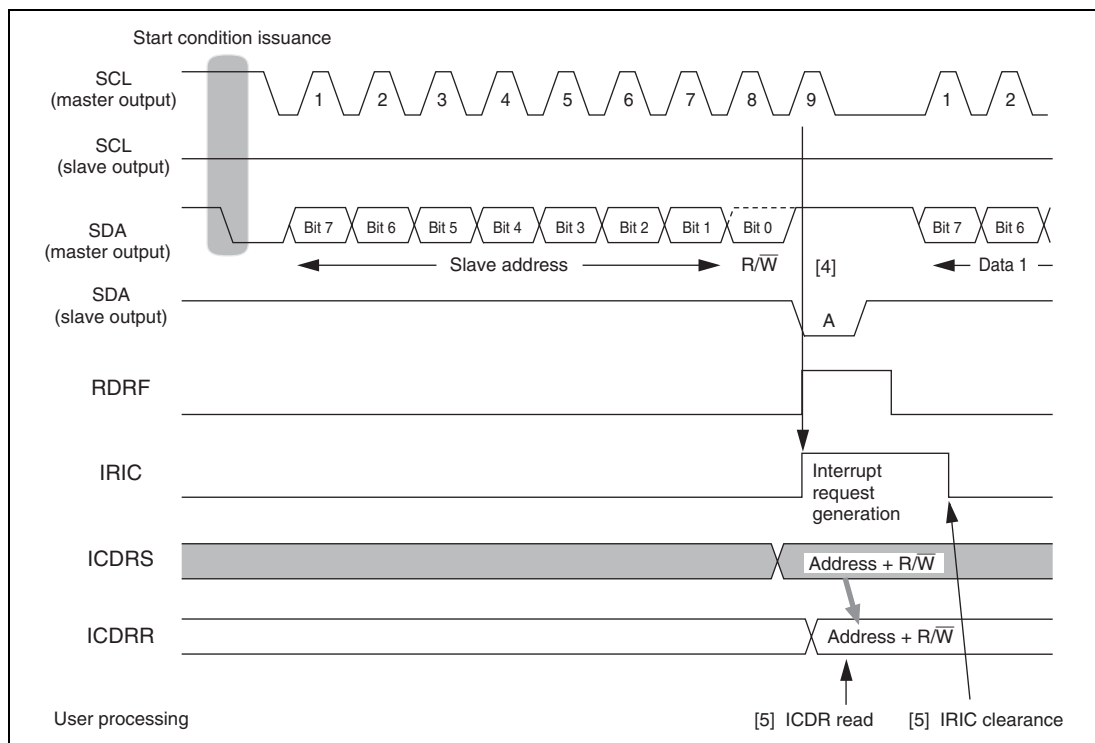 Start condition issuance
SCL
(master output)
1 2 3 4 5 6 7 8 9 1 2
SCL
(slave output)
SDA
(master output)
Bit 7 Bit 6 Bit 5 Bit 4 Bit 3 Bit 2 Bit 1 Bit 0 Bit 7 Bit 6
Slave address R/W̅ [4] Data 1
SDA
(slave output)
A
RDRF
IRIC
Interrupt
request
generation
ICDRS
Address + R/W̅
ICDRR
Address + R/W̅
User processing [5] ICDR read [5] IRIC clearance